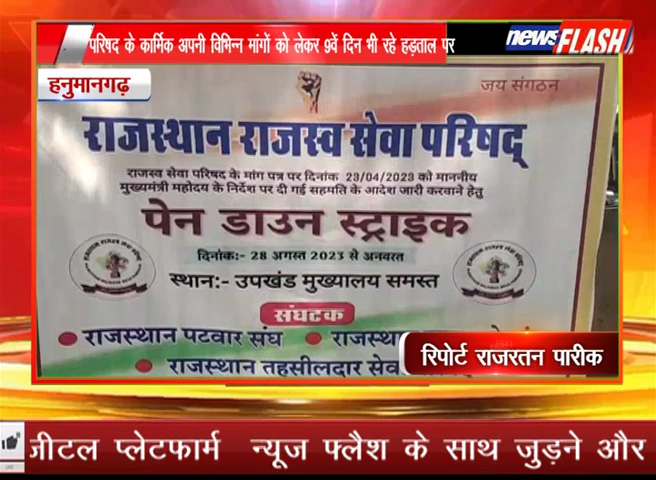 परिषद के कार्मिक अपनी विभिन्न मांगों को लेकर 9वें दिन भी रहे हड़ताल पर
news FLASH
हनुमानगढ़
जय संगठन
राजस्थान राजस्व सेवा परिषद्
राजस्व सेवा परिषद के मांग पत्र पर दिनांक 23/04/2023 को माननीय
मुख्यमंत्री महोदय के निर्देश पर दी गई सहमति के आदेश जारी करवाने हेतु
पेन डाउन स्ट्राइक
दिनांक:- 28 अगस्त 2023 से अनवरत
स्थान:- उपखंड मुख्यालय समस्त
संघटक
राजस्थान पटवार संघ
राजस्थान तहसीलदार सेव
रिपोर्ट राजरतन पारीक
जीटल प्लेटफार्म न्यूज फ्लैश के साथ जुड़ने और